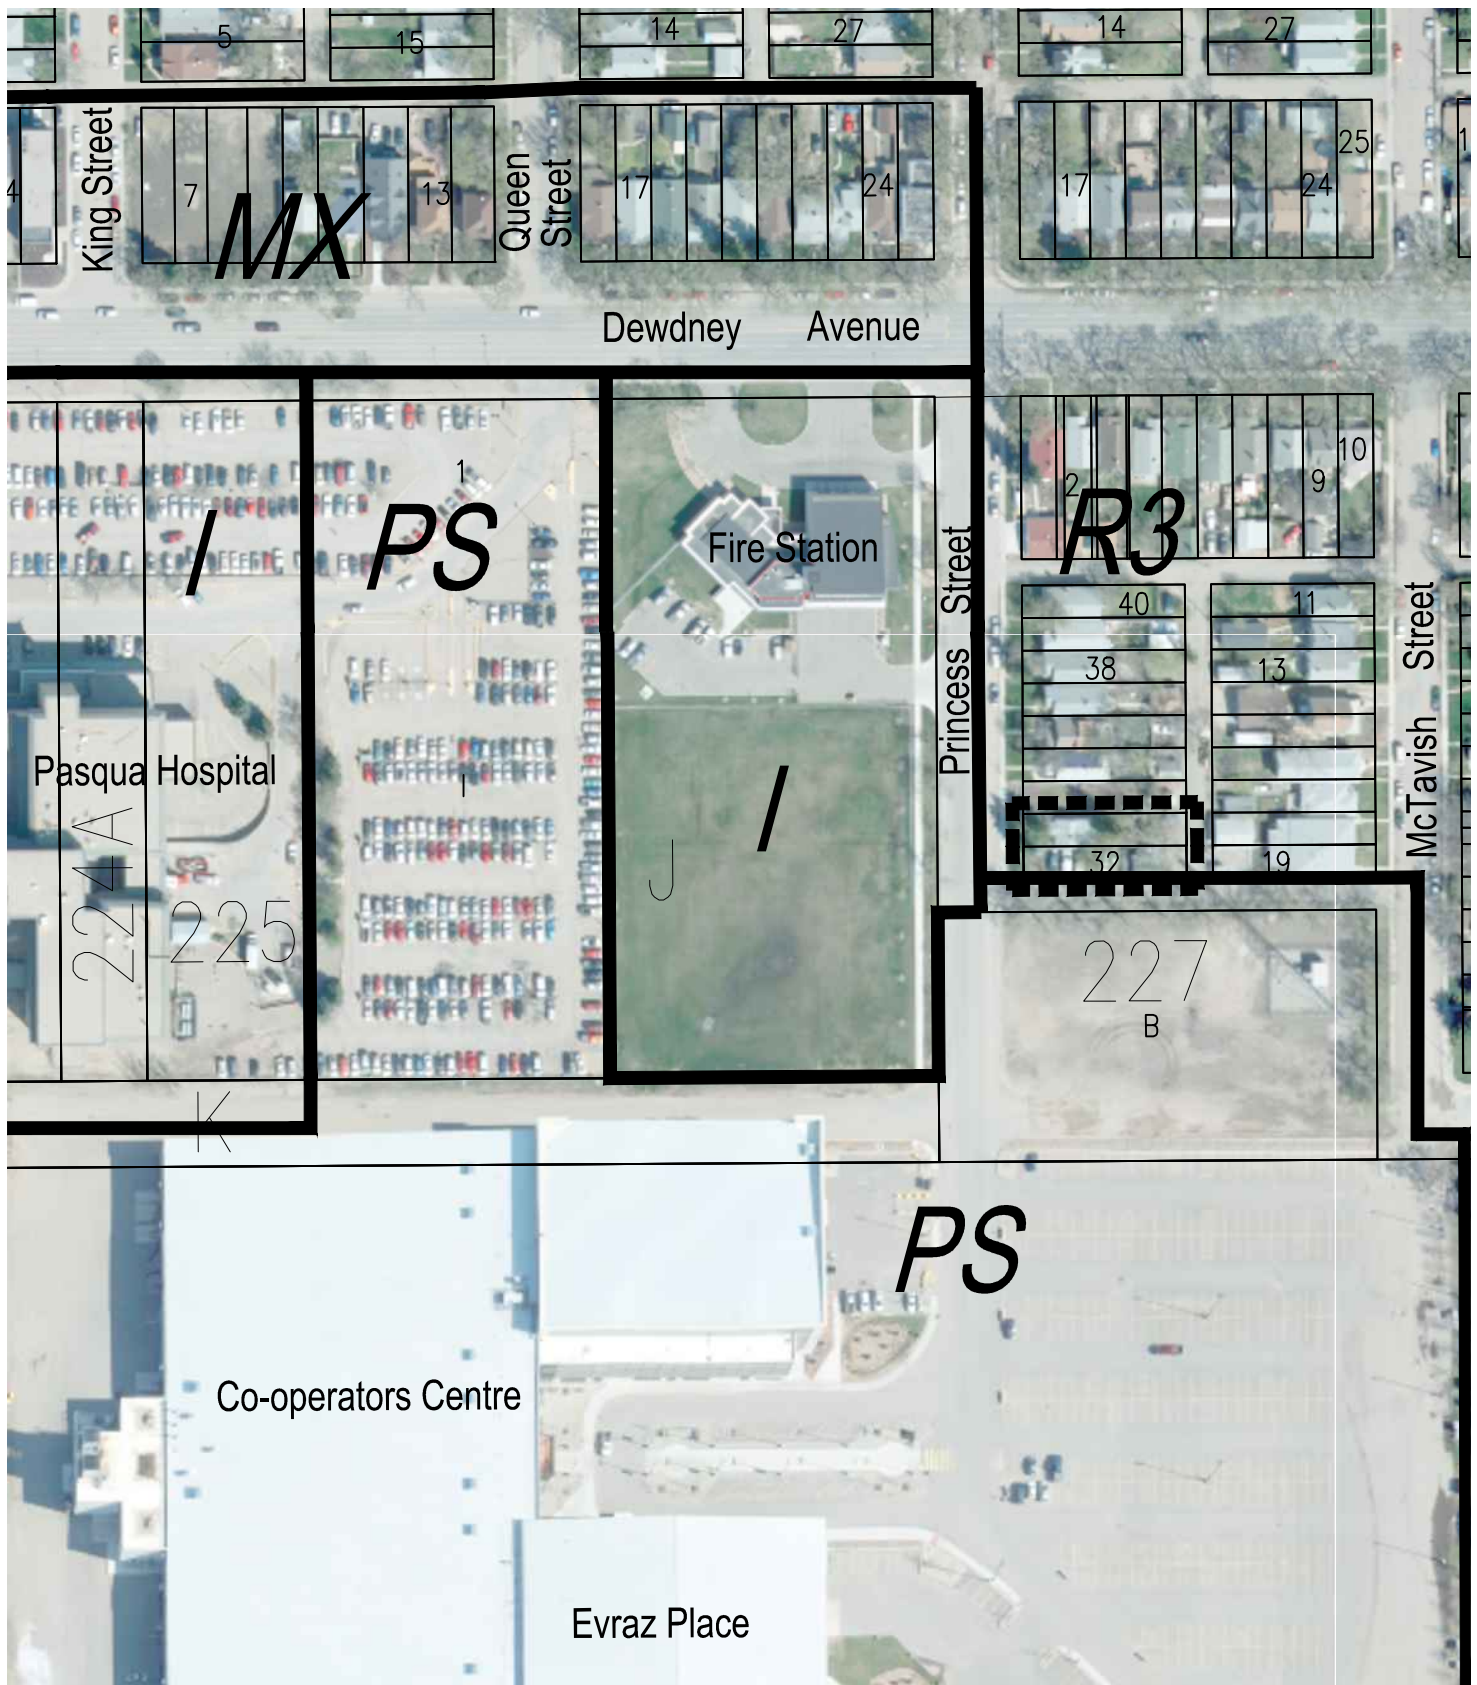 5
15
14
27
14
27
4
King Street
7
MX
13
Queen
Street
17
24
17
24
25
1
Dewdney Avenue
I
1
PS
Fire Station
Princess Street
2
R3
9
10
40
11
38
13
McTavish Street
Pasqua Hospital
I
I
J
32
19
224A
225
227
B
K
PS
Co-operators Centre
Evraz Place